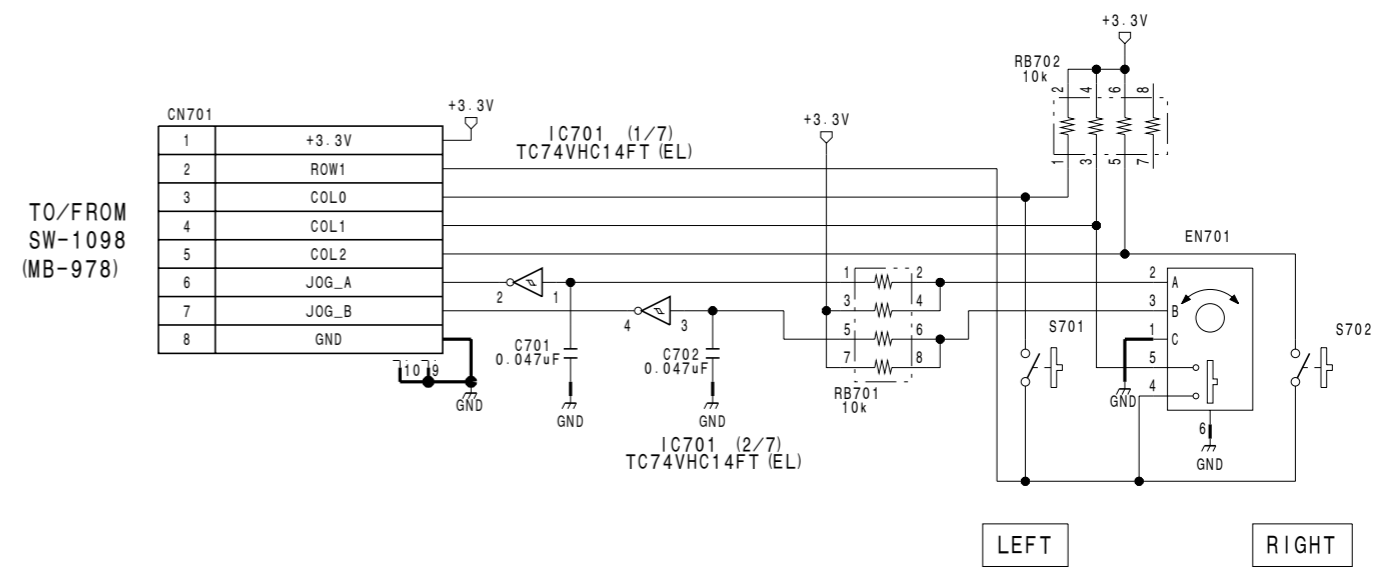 +3.3V
RB702
10k
2 4 6 8
1 3 5 7
CN701
+3.3V
1 +3.3V
2 ROW1
3 COL0
4 COL1
5 COL2
6 JOG_A
7 JOG_B
8 GND
10 9
GND
TO/FROM
SW-1098
(MB-978)
IC701 (1/7)
TC74VHC14FT(EL)
2 1
4 3
C701
0.047uF
GND
C702
0.047uF
GND
IC701 (2/7)
TC74VHC14FT(EL)
+3.3V
1 2
3 4
5 6
7 8
RB701
10k
EN701
2 A
3 B
1 C
5
4
GND
6
GND
S701
S702
LEFT
RIGHT